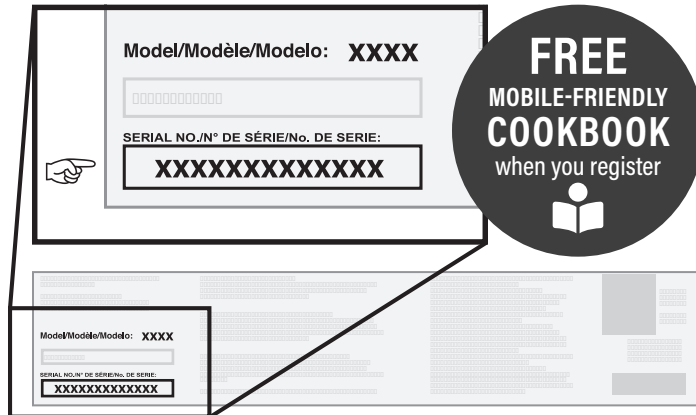 Model/Modèle/Modelo: XXXX
SERIAL NO./N° DE SÉRIE/No. DE SERIE:
XXXXXXXXXXXXX
FREE
MOBILE-FRIENDLY
COOKBOOK
when you register
Model/Modèle/Modelo: XXXX
SERIAL NO./N° DE SÉRIE/No. DE SERIE:
XXXXXXXXXXXXX